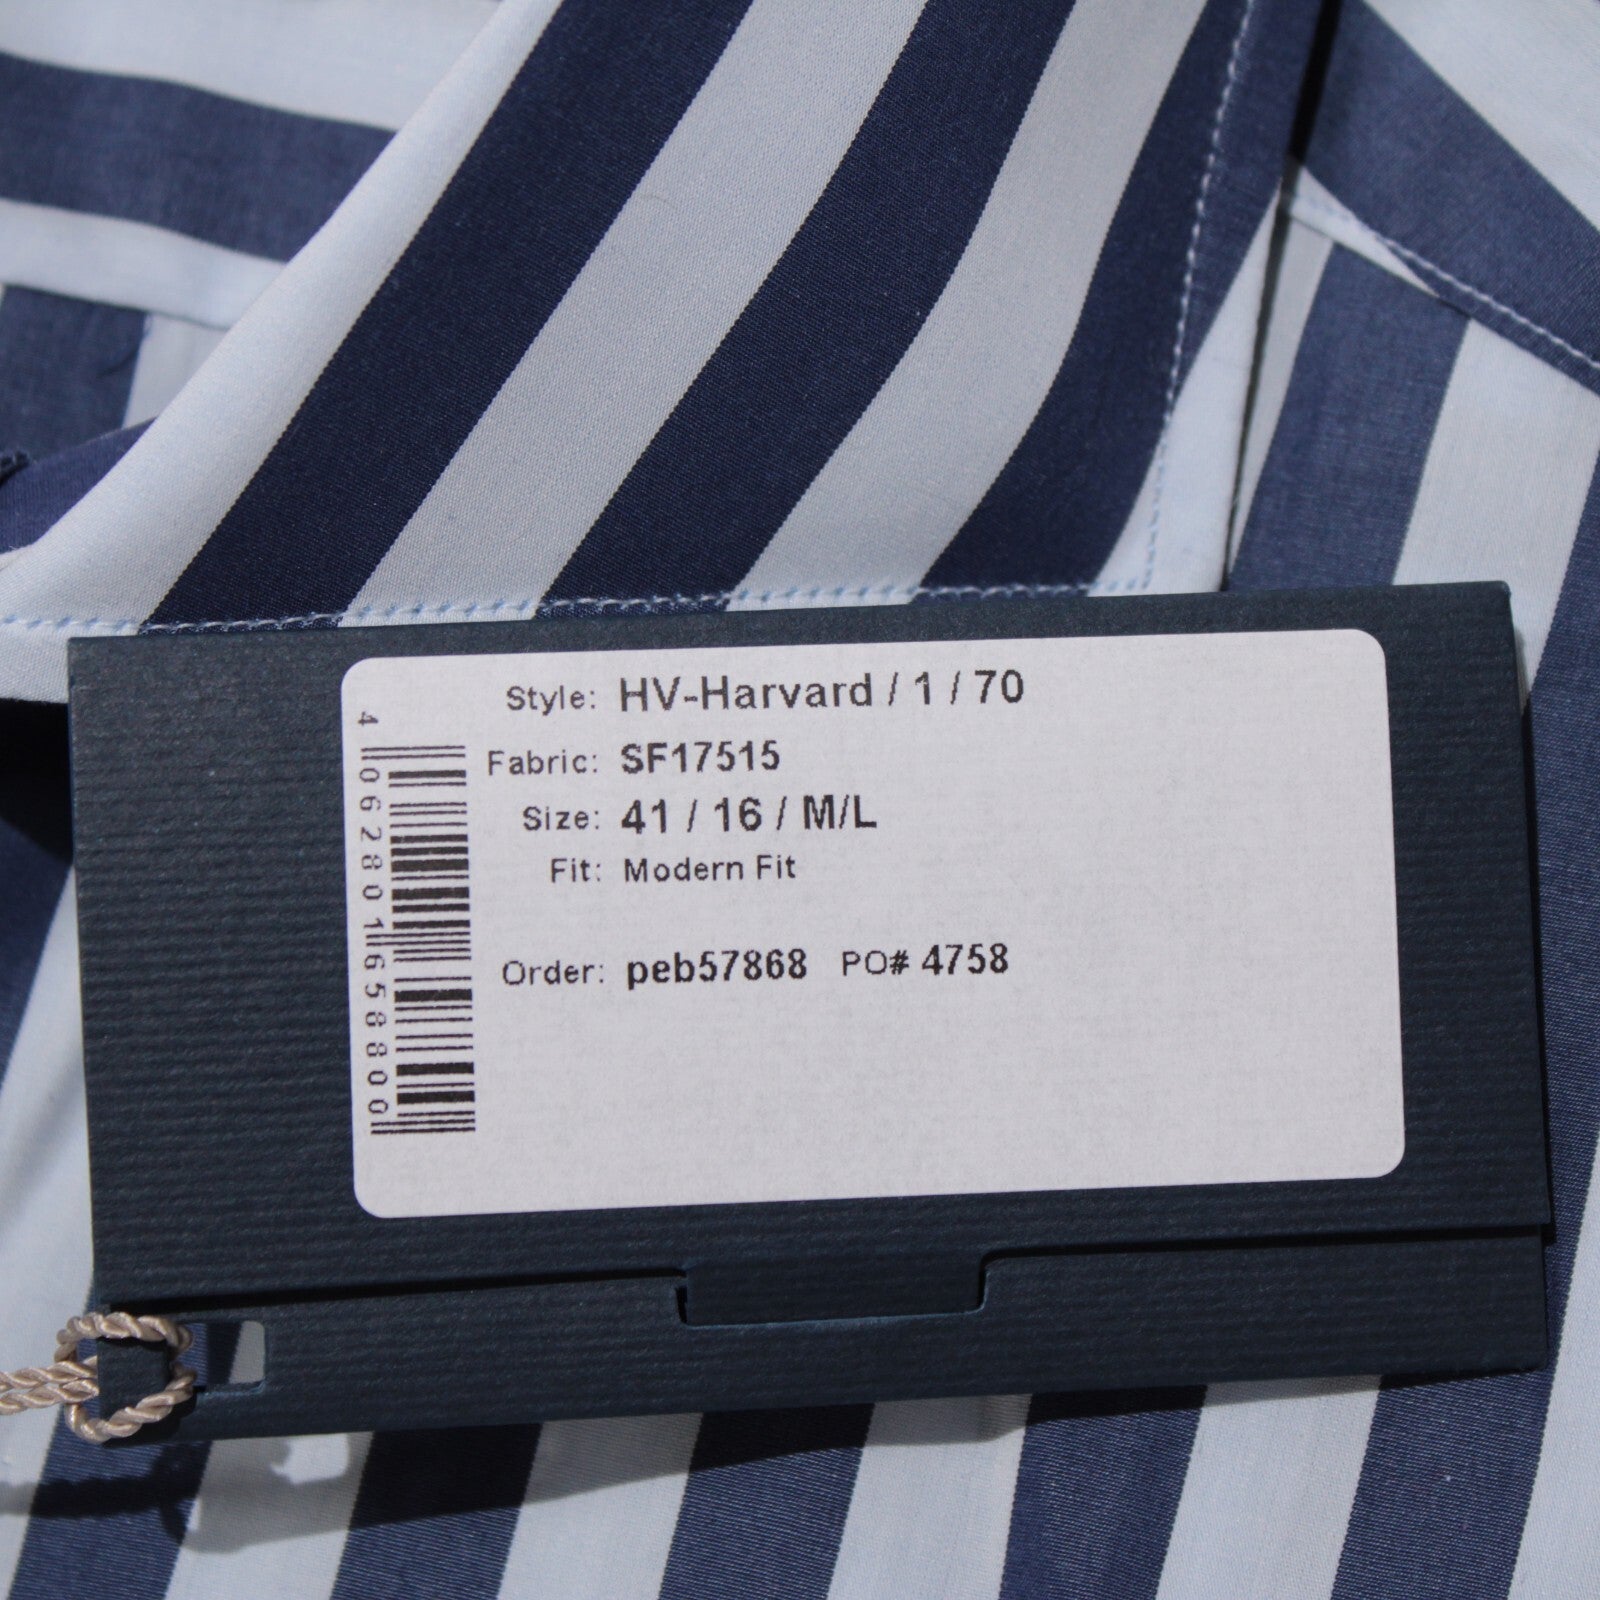 Style: HV-Harvard / 1 / 70
Fabric: SF17515
Size: 41 / 16 / M/L
Fit: Modern Fit
Order: peb57868 PO# 4758
4 062801 658800